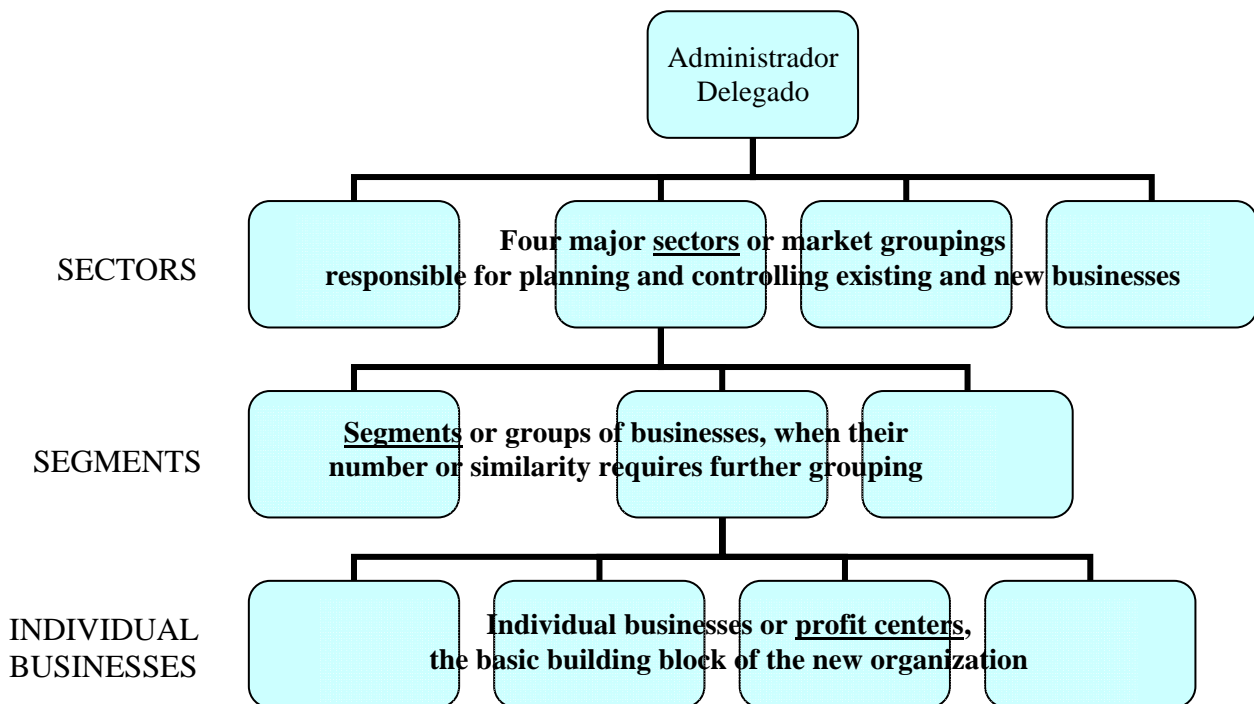 Administrador
Delegado
SECTORS
Four major sectors or market groupings
responsible for planning and controlling existing and new businesses
SEGMENTS
Segments or groups of businesses, when their
number or similarity requires further grouping
INDIVIDUAL
BUSINESSES
Individual businesses or profit centers,
the basic building block of the new organization